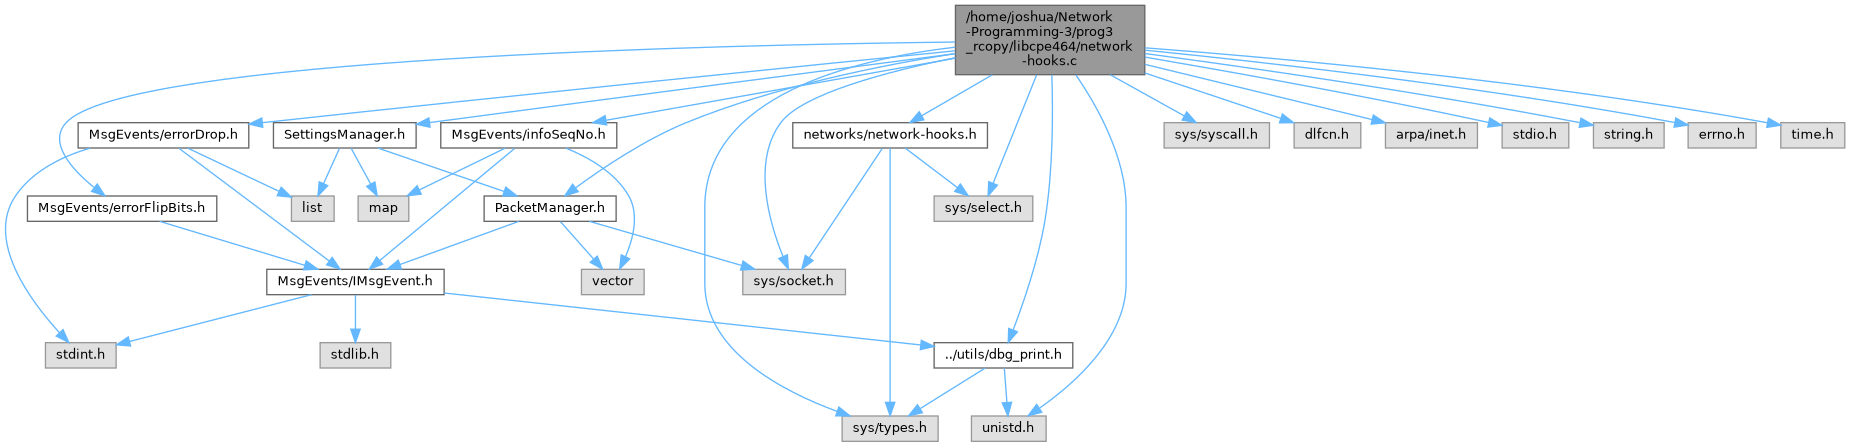 /home/joshua/Network
-Programming-3/prog3
_rcopy/libcpe464/network
-hooks.c
MsgEvents/errorDrop.h
SettingsManager.h
MsgEvents/infoSeqNo.h
networks/network-hooks.h
sys/syscall.h
dlfcn.h
arpa/inet.h
stdio.h
string.h
errno.h
time.h
MsgEvents/errorFlipBits.h
list
map
PacketManager.h
sys/select.h
MsgEvents/IMsgEvent.h
vector
sys/socket.h
stdint.h
stdlib.h
../utils/dbg_print.h
sys/types.h
unistd.h